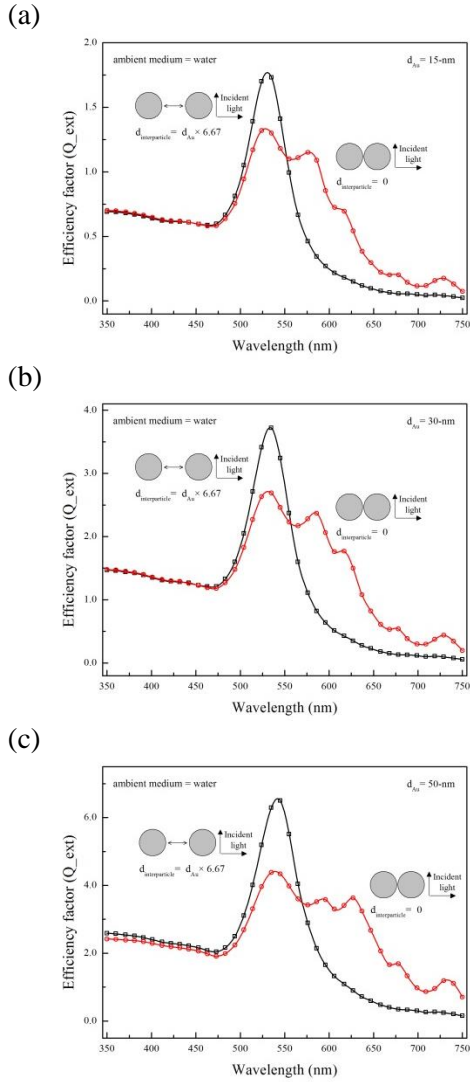 (a)
2.0
ambient medium = water
d_Au = 15-nm
Incident
light
d_interparticle = d_Au × 6.67
Incident
light
d_interparticle = 0
1.5
1.0
0.5
0.0
Efficiency factor (Q_ext)
350 400 450 500 550 600 650 700 750
Wavelength (nm)
(b)
4.0
ambient medium = water
d_Au = 30-nm
Incident
light
d_interparticle = d_Au × 6.67
Incident
light
d_interparticle = 0
3.0
2.0
1.0
0.0
Efficiency factor (Q_ext)
350 400 450 500 550 600 650 700 750
Wavelength (nm)
(c)
ambient medium = water
d_Au = 50-nm
6.0
Incident
light
d_interparticle = d_Au × 6.67
Incident
light
d_interparticle = 0
4.0
2.0
0.0
Efficiency factor (Q_ext)
350 400 450 500 550 600 650 700 750
Wavelength (nm)